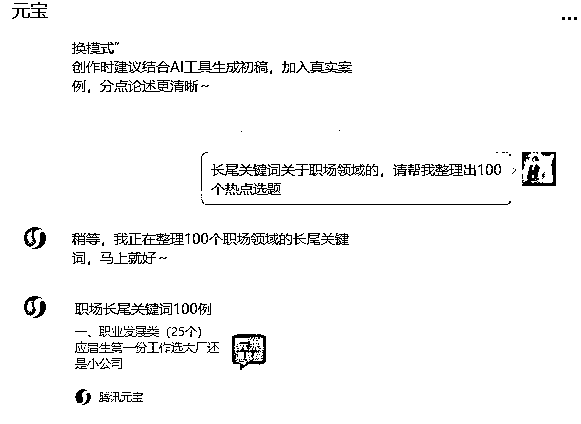 元宝
...
换模式”
创作时建议结合AI工具生成初稿，加入真实案
例，分点论述更清晰~
长尾关键词关于职场领域的，请帮我整理出100
个热点选题
稍等，我正在整理100个职场领域的长尾关键
词，马上就好~
职场长尾关键词100例
一、职业发展类（25个）
应届生第一份工作选大厂还
是小公司
腾讯元宝